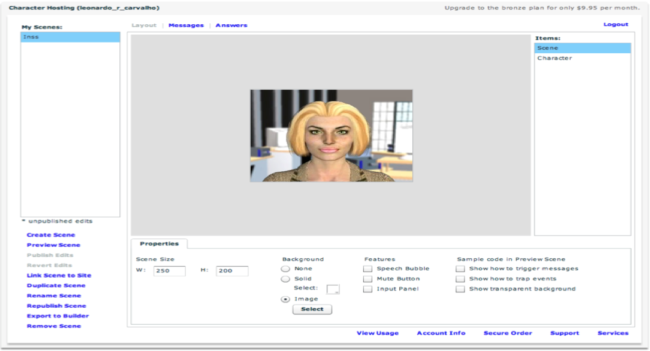 Character Hosting (leonardo_r_carvalho)
Upgrade to the bronze plan for only $9.95 per month.
My Scenes:
Layout | Messages | Answers
Logout
Ines
Items:
Scene
Character
* unpublished edits
Create Scene
Preview Scene
Publish Edits
Revert Edits
Link Scene to Site
Duplicate Scene
Rename Scene
Republish Scene
Export to Builder
Remove Scene
Properties
Scene Size
W: 250 H: 200
Background
None
Solid
Select:
Image
Select
Features
Speech Bubble
Mute Button
Input Panel
Sample code in Preview Scene
Show how to trigger messages
Show how to trap events
Show transparent background
View Usage Account Info Secure Order Support Services